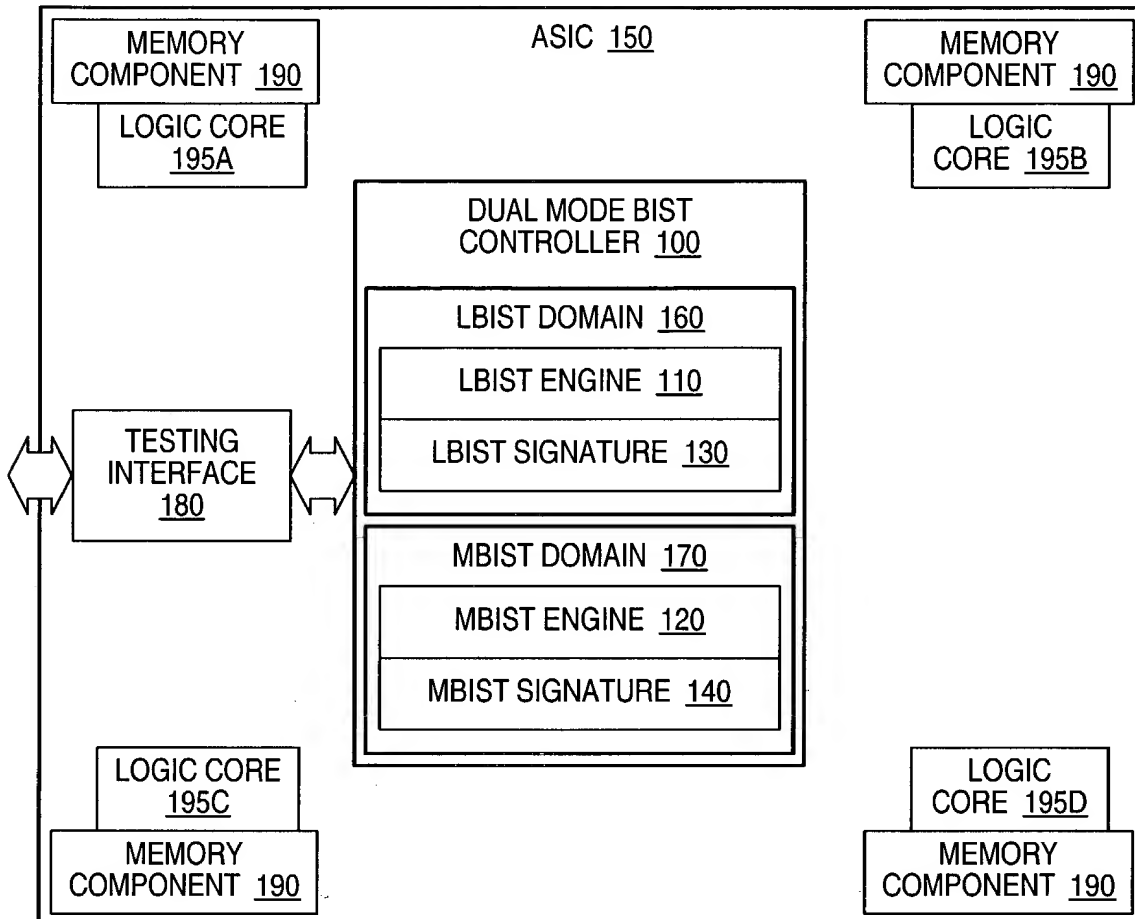 MEMORY
COMPONENT 190
LOGIC CORE
195A
ASIC 150
MEMORY
COMPONENT 190
LOGIC
CORE 195B
DUAL MODE BIST
CONTROLLER 100
LBIST DOMAIN 160
LBIST ENGINE 110
LBIST SIGNATURE 130
TESTING
INTERFACE
180
MBIST DOMAIN 170
MBIST ENGINE 120
MBIST SIGNATURE 140
LOGIC CORE
195C
MEMORY
COMPONENT 190
LOGIC
CORE 195D
MEMORY
COMPONENT 190